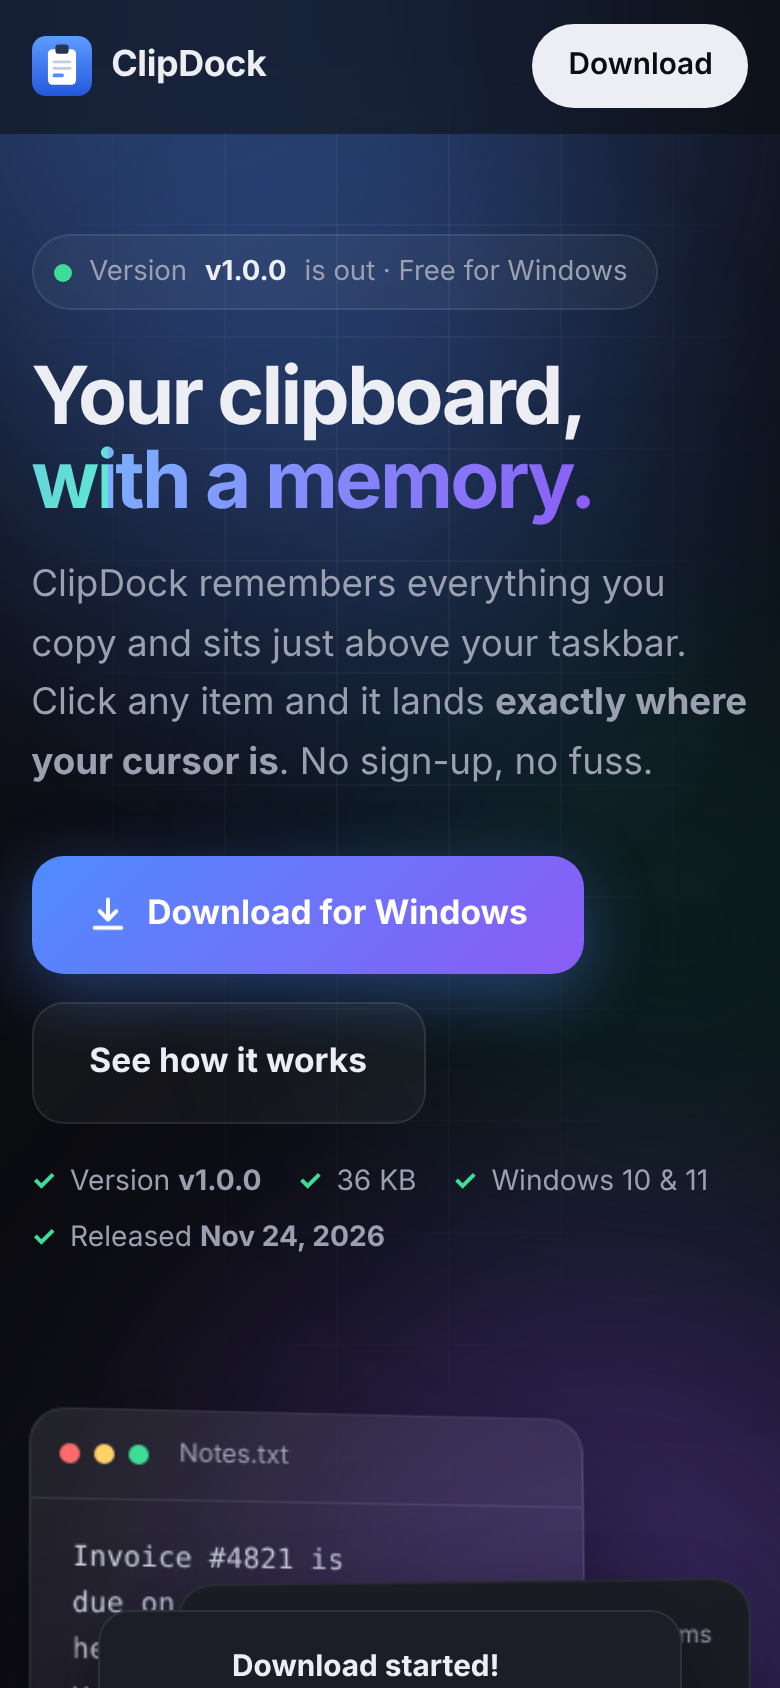 ClipDock
Download
Version v1.0.0 is out · Free for Windows
Your clipboard,
with a memory.
ClipDock remembers everything you
copy and sits just above your taskbar.
Click any item and it lands exactly where
your cursor is. No sign-up, no fuss.
Download for Windows
See how it works
Version v1.0.0 36 KB Windows 10 & 11
Released Nov 24, 2026
Notes.txt
Invoice #4821 is
due on
Download started!